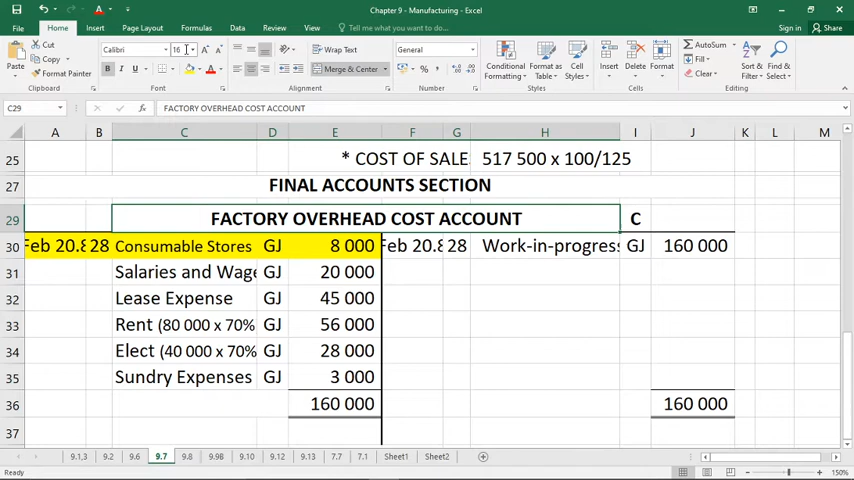 Chapter 9 - Manufacturing - Excel
Sign in Share
File Home Insert Page Layout Formulas Data Review View Tell me what you want to do...
Cut
Copy
Format Painter
Paste
Clipboard
Calibri 16
B I U
Font
Wrap Text
Merge & Center
Alignment
General
Number
Conditional Formatting
Format as Table
Cell Styles
Styles
Insert Delete Format
Cells
AutoSum
Fill
Clear
Sort & Filter
Find & Select
Editing
C29 fx FACTORY OVERHEAD COST ACCOUNT
A B C D E F G H I J K L M
25 * COST OF SALE: 517 500 x 100/125
27 FINAL ACCOUNTS SECTION
29 FACTORY OVERHEAD COST ACCOUNT C
30 Feb 20.8 28 Consumable Stores GJ 8 000 Feb 20.8 28 Work-in-progress GJ 160 000
31 Salaries and Wage GJ 20 000
32 Lease Expense GJ 45 000
33 Rent (80 000 x 70% GJ 56 000
34 Elect (40 000 x 70% GJ 28 000
35 Sundry Expenses GJ 3 000
36 160 000 160 000
37
9.1,3 9.2 9.6 9.7 9.8 9.9B 9.10 9.12 9.13 7.7 7.1 Sheet1 Sheet2
Ready 150%